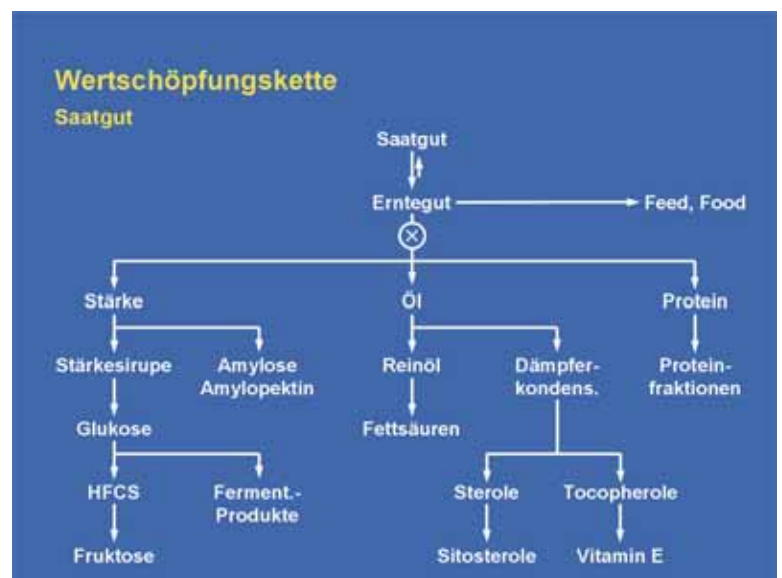 Wertschöpfungskette
Saatgut
Saatgut
Erntegut
Feed, Food
Stärke
Öl
Protein
Stärkesirupe
Amylose
Amylopektin
Reinöl
Dämpfer-
kondens.
Protein-
fraktionen
Glukose
Fettsäuren
HFCS
Ferment.-
Produkte
Sterole
Tocopherole
Fruktose
Sitosterole
Vitamin E